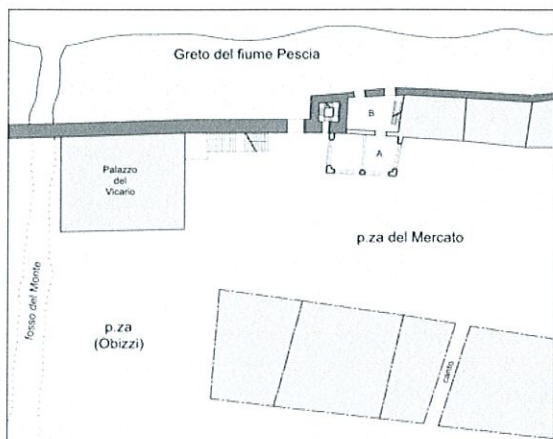 Greto del fiume Pescia
B
A
Palazzo
del
Vicario
p.za del Mercato
fosso del Monte
p.za
(Obizzi)
canto